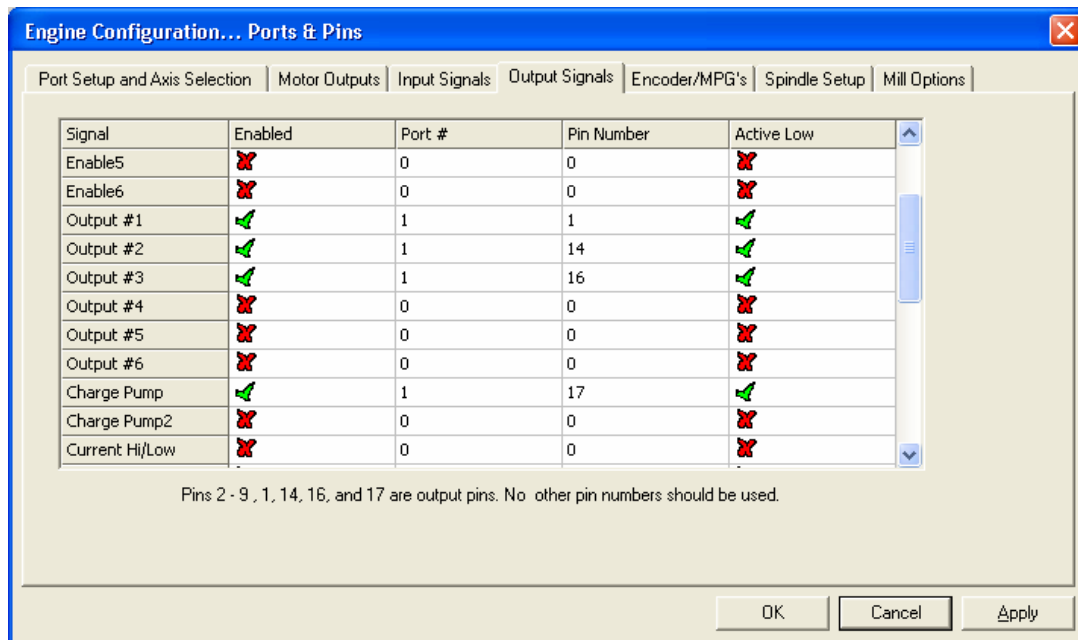 Engine Configuration... Ports & Pins
Port Setup and Axis Selection Motor Outputs Input Signals Output Signals Encoder/MPG's Spindle Setup Mill Options
Signal Enabled Port # Pin Number Active Low
Enable5 0 0
Enable6 0 0
Output #1 1 1
Output #2 1 14
Output #3 1 16
Output #4 0 0
Output #5 0 0
Output #6 0 0
Charge Pump 1 17
Charge Pump2 0 0
Current Hi/Low 0 0
Pins 2 - 9 , 1, 14, 16, and 17 are output pins. No other pin numbers should be used.
OK Cancel Apply